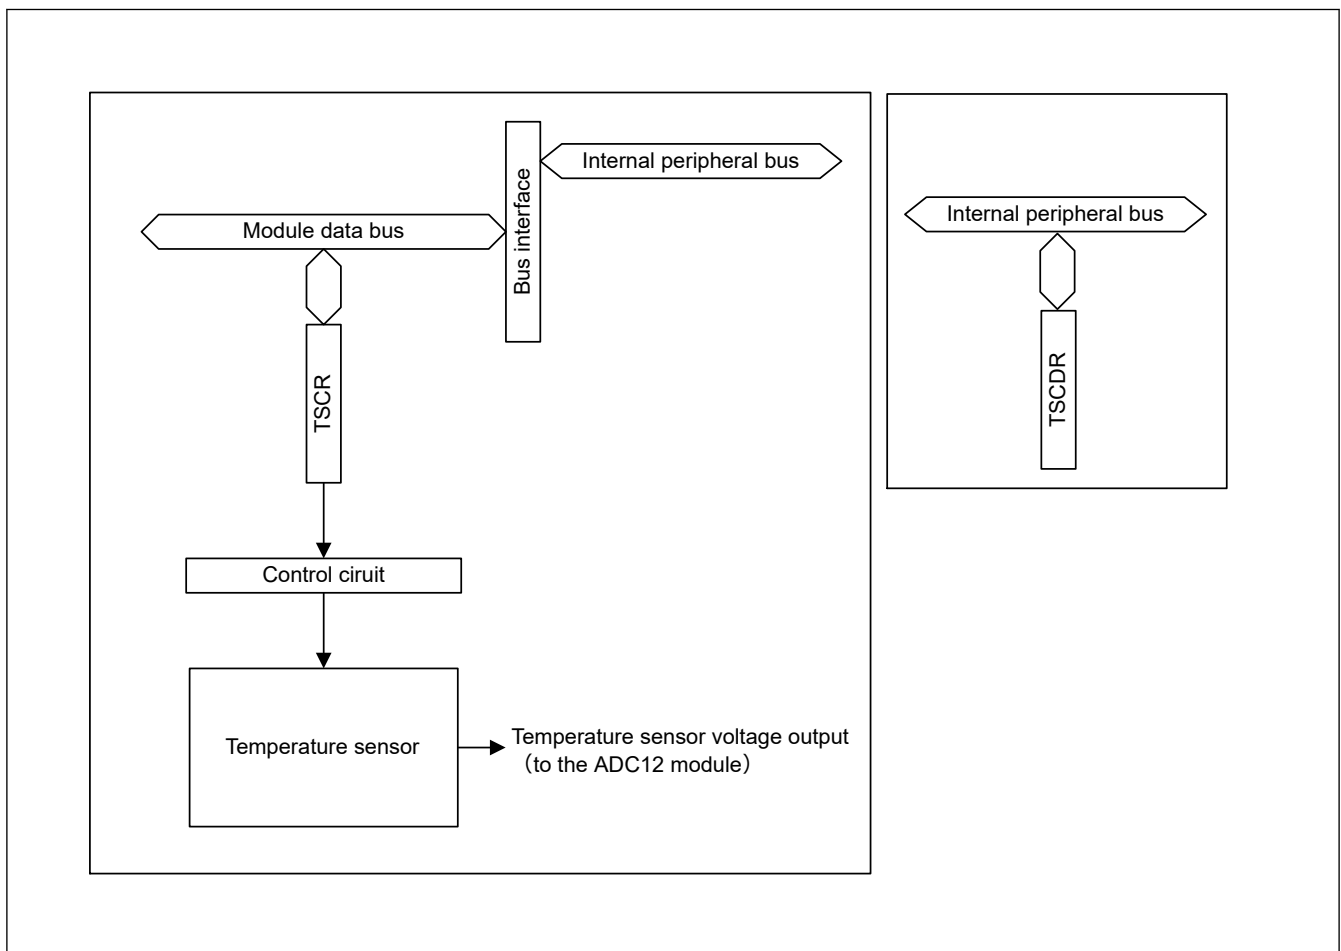 Internal peripheral bus
Bus interface
Module data bus
TSCR
Control ciruit
Temperature sensor
Temperature sensor voltage output
（to the ADC12 module）
Internal peripheral bus
TSCDR